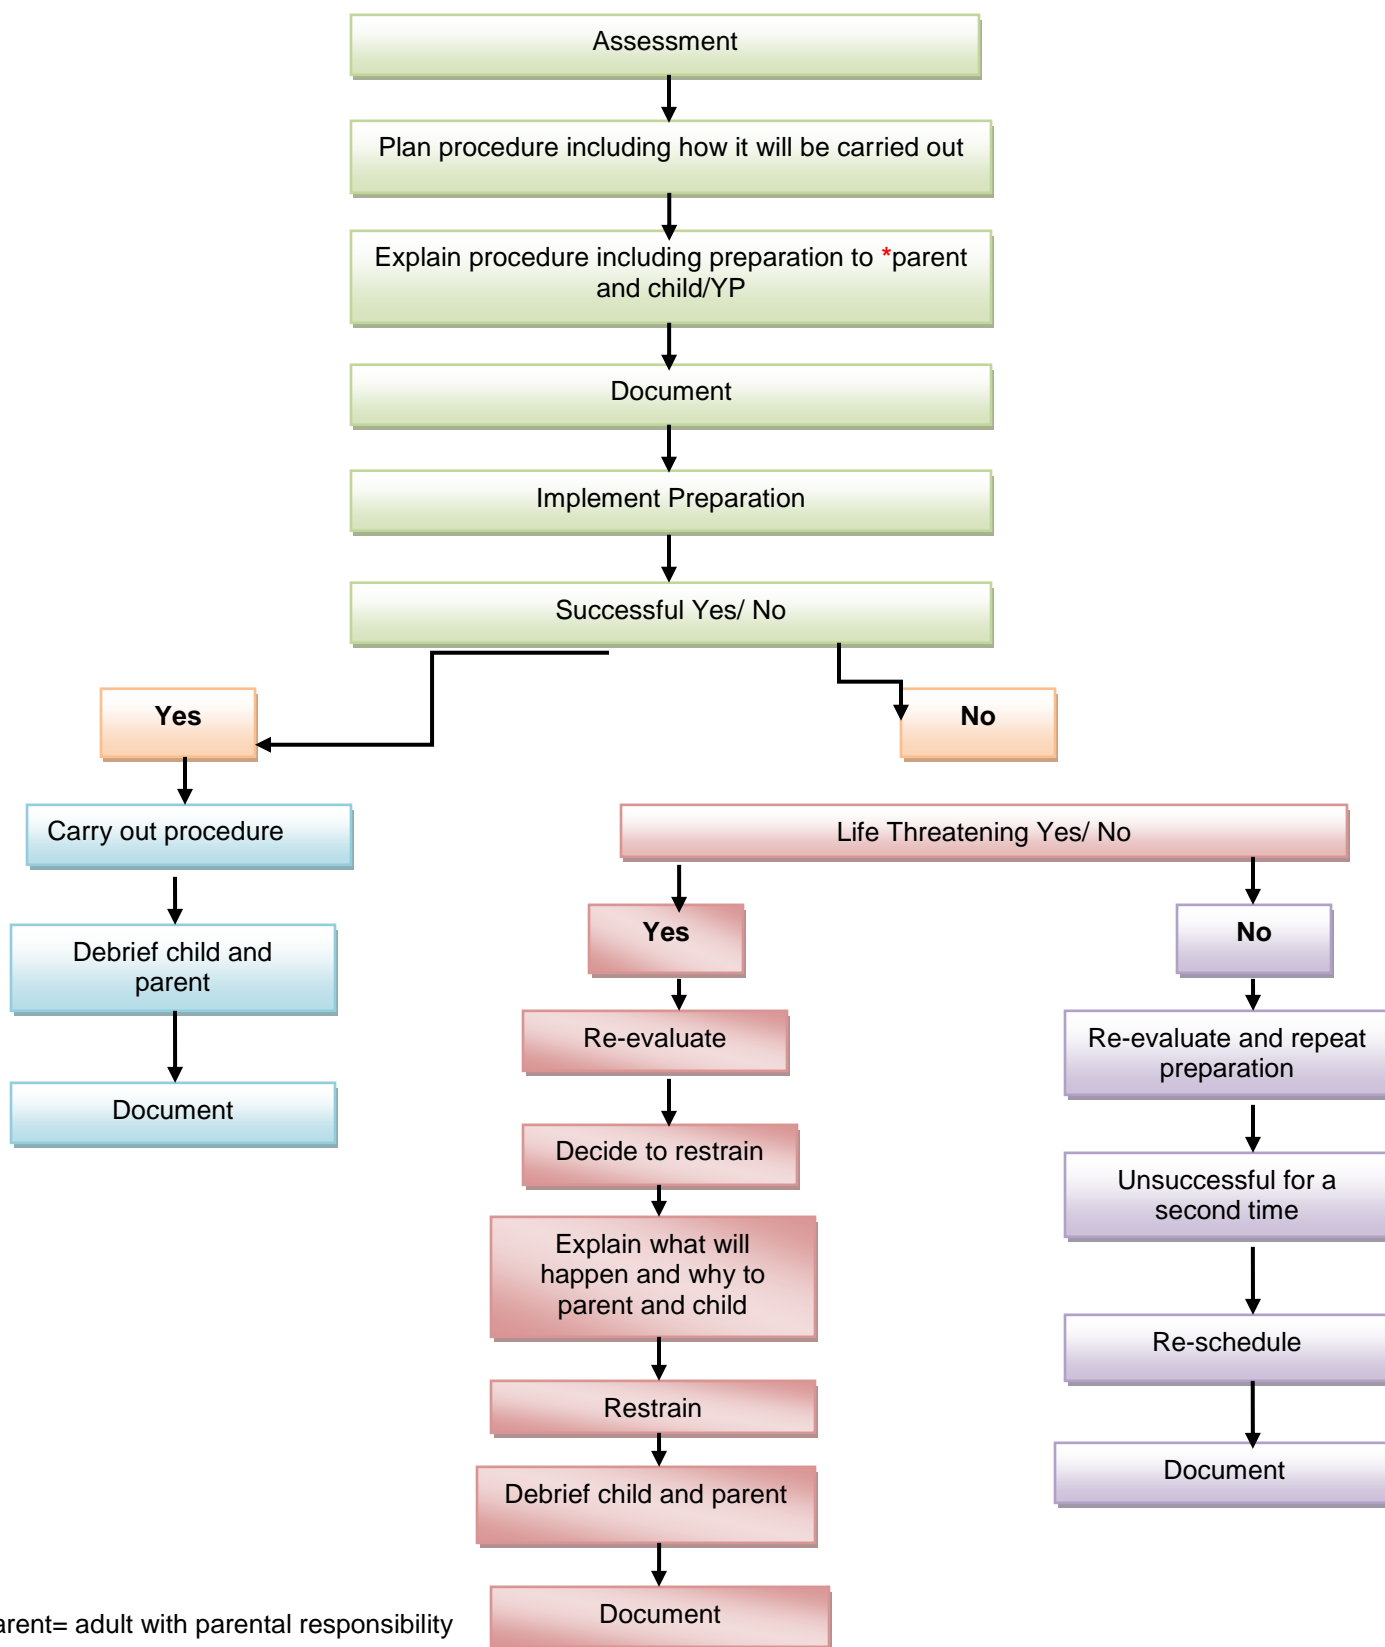 Assessment
Plan procedure including how it will be carried out
Explain procedure including preparation to *parent
and child/YP
Document
Implement Preparation
Successful Yes/ No
Yes
No
Carry out procedure
Debrief child and
parent
Document
Life Threatening Yes/ No
Yes
Re-evaluate
Decide to restrain
Explain what will
happen and why to
parent and child
Restrain
Debrief child and parent
Document
No
Re-evaluate and repeat
preparation
Unsuccessful for a
second time
Re-schedule
Document
arent= adult with parental responsibility